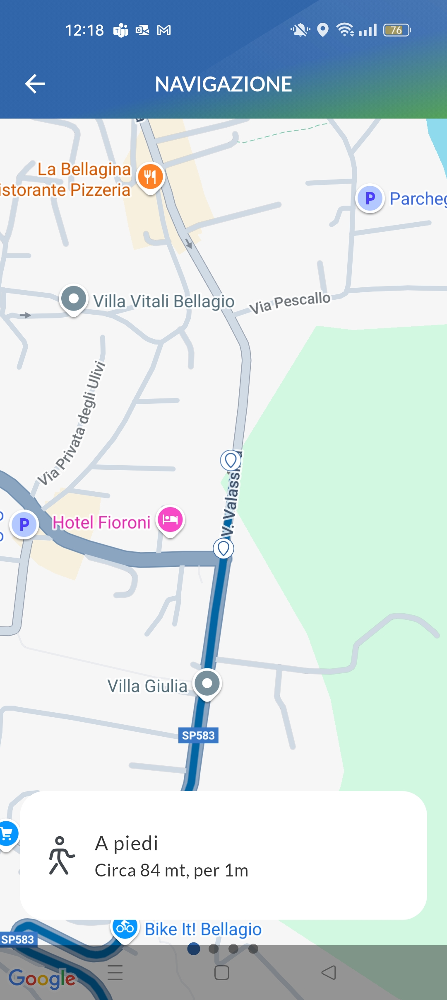 12:18
76
NAVIGAZIONE
La Bellagina
istorante Pizzeria
P
Parcheg
Villa Vitali Bellagio
Via Pescallo
Via Privata degli Ulivi
V. Valassina
P
Hotel Fioroni
Villa Giulia
SP583
A piedi
Circa 84 mt, per 1m
Bike It! Bellagio
SP583
Google